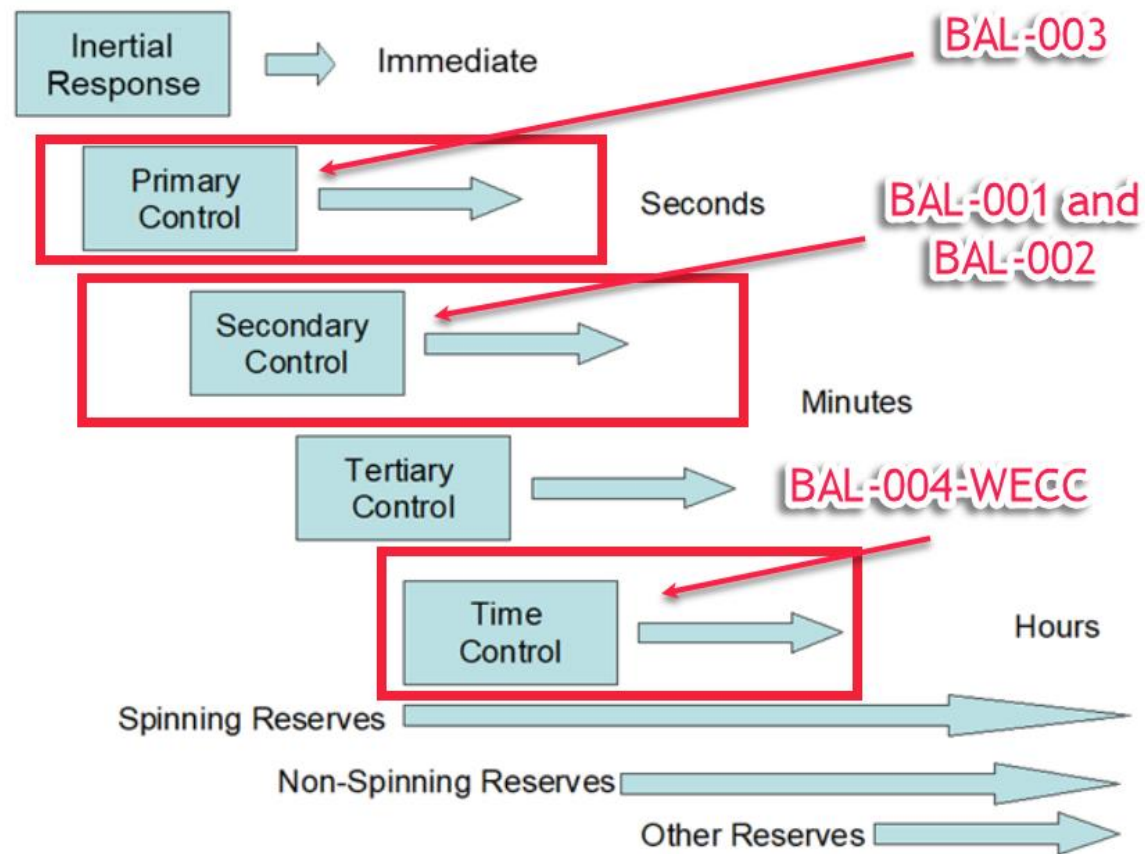 Inertial
Response
Immediate
BAL-003
Primary
Control
Seconds
BAL-001 and
BAL-002
Secondary
Control
Minutes
Tertiary
Control
BAL-004-WECC
Time
Control
Hours
Spinning Reserves
Non-Spinning Reserves
Other Reserves